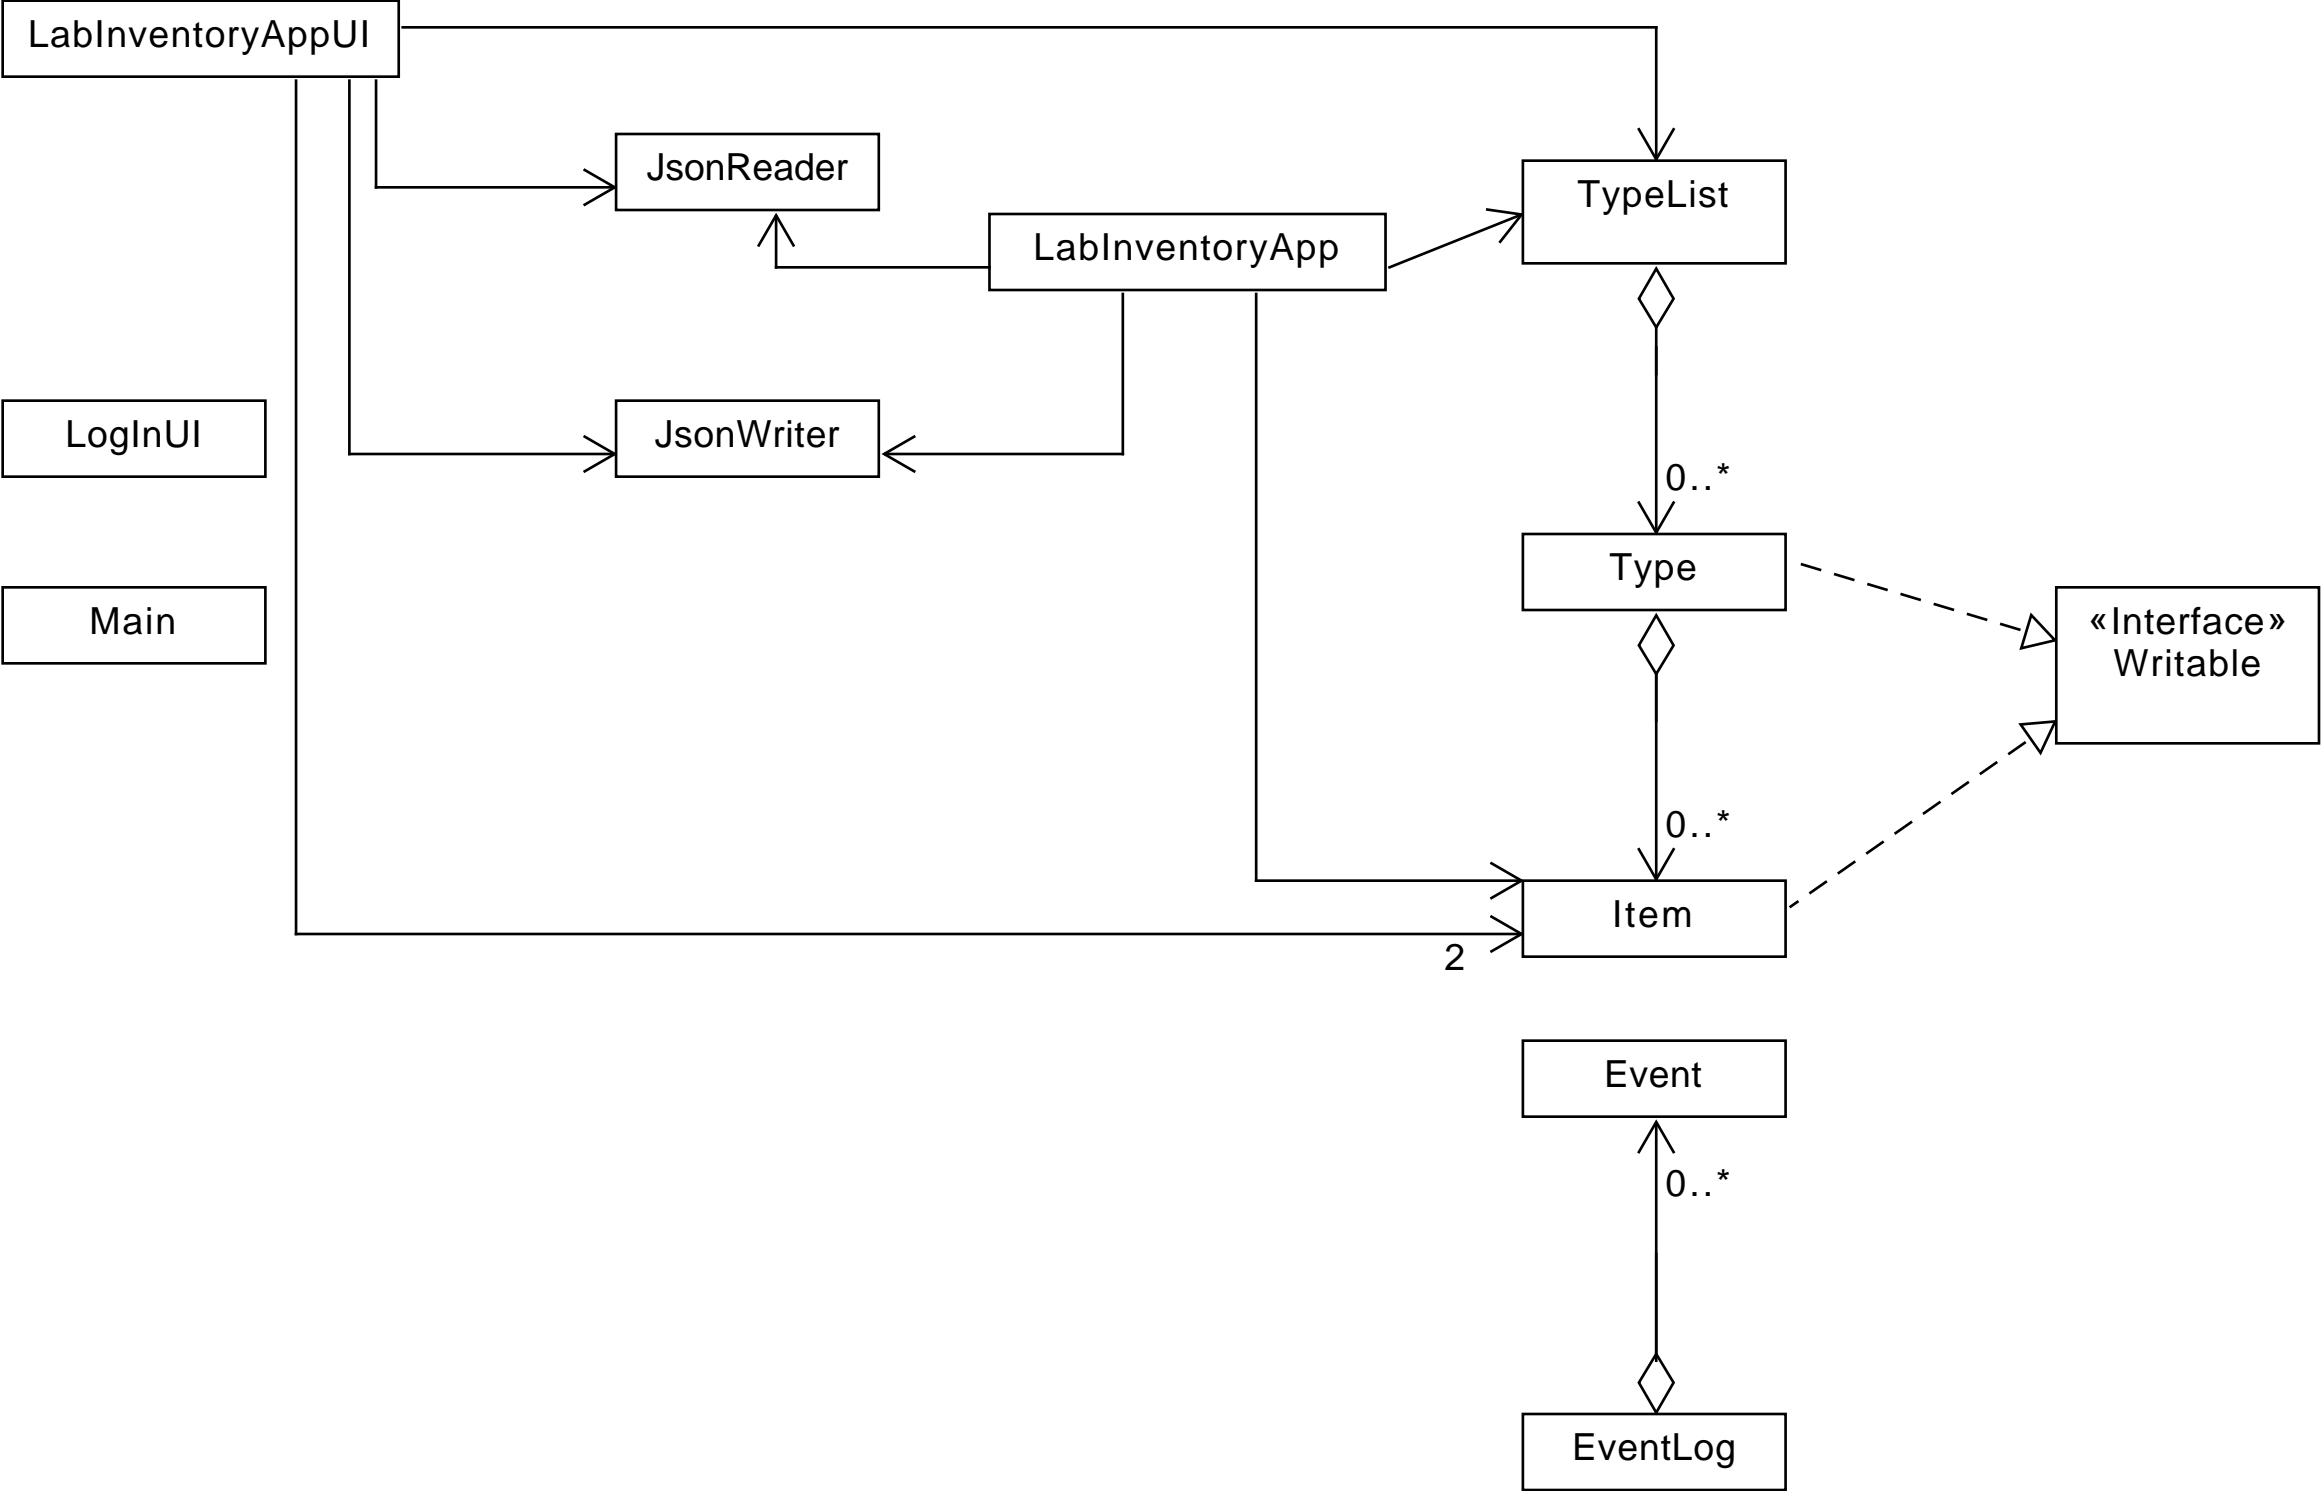 LabInventoryAppUI
JsonReader
TypeList
LabInventoryApp
LogInUI
JsonWriter
0..*
Type
Main
«Interface»
Writable
0..*
Item
2
Event
0..*
EventLog